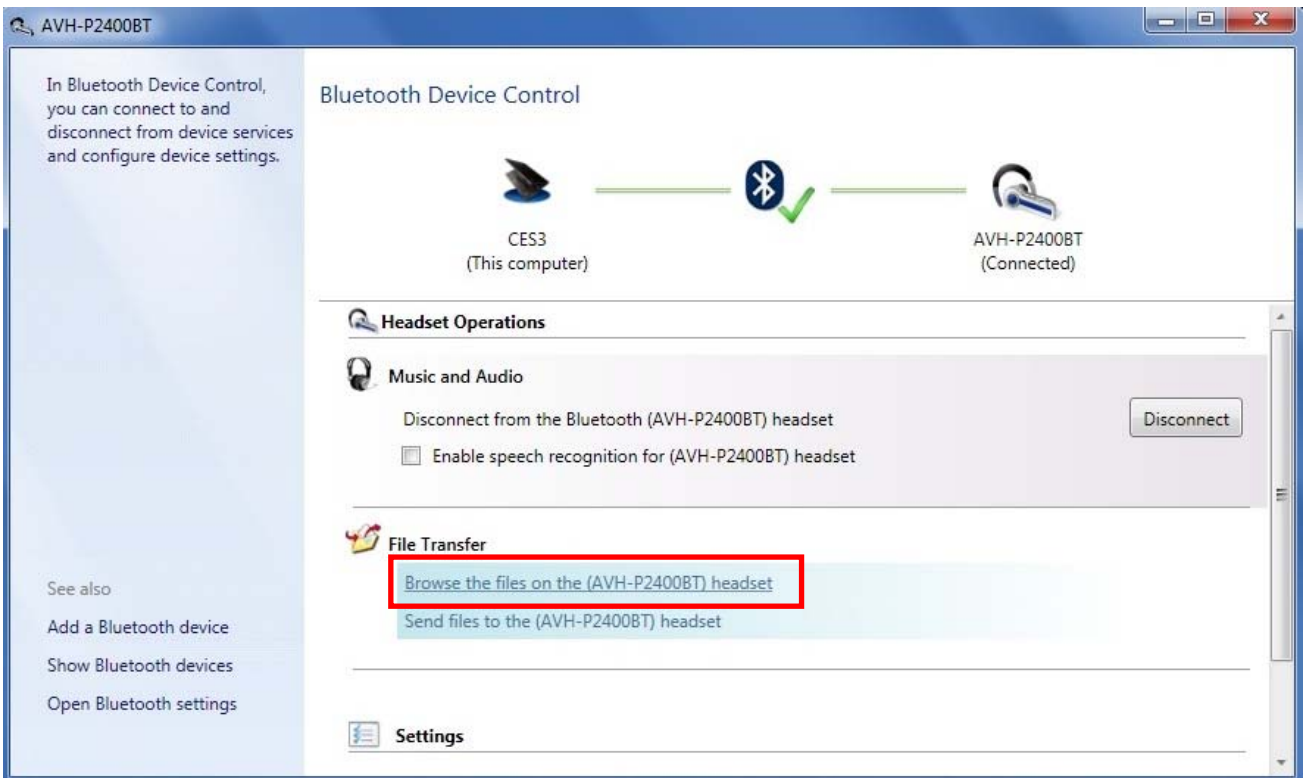 AVH-P2400BT
In Bluetooth Device Control,
you can connect to and
disconnect from device services
and configure device settings.
Bluetooth Device Control
CES3
(This computer)
AVH-P2400BT
(Connected)
Headset Operations
Music and Audio
Disconnect from the Bluetooth (AVH-P2400BT) headset
Disconnect
Enable speech recognition for (AVH-P2400BT) headset
File Transfer
Browse the files on the (AVH-P2400BT) headset
Send files to the (AVH-P2400BT) headset
See also
Add a Bluetooth device
Show Bluetooth devices
Open Bluetooth settings
Settings